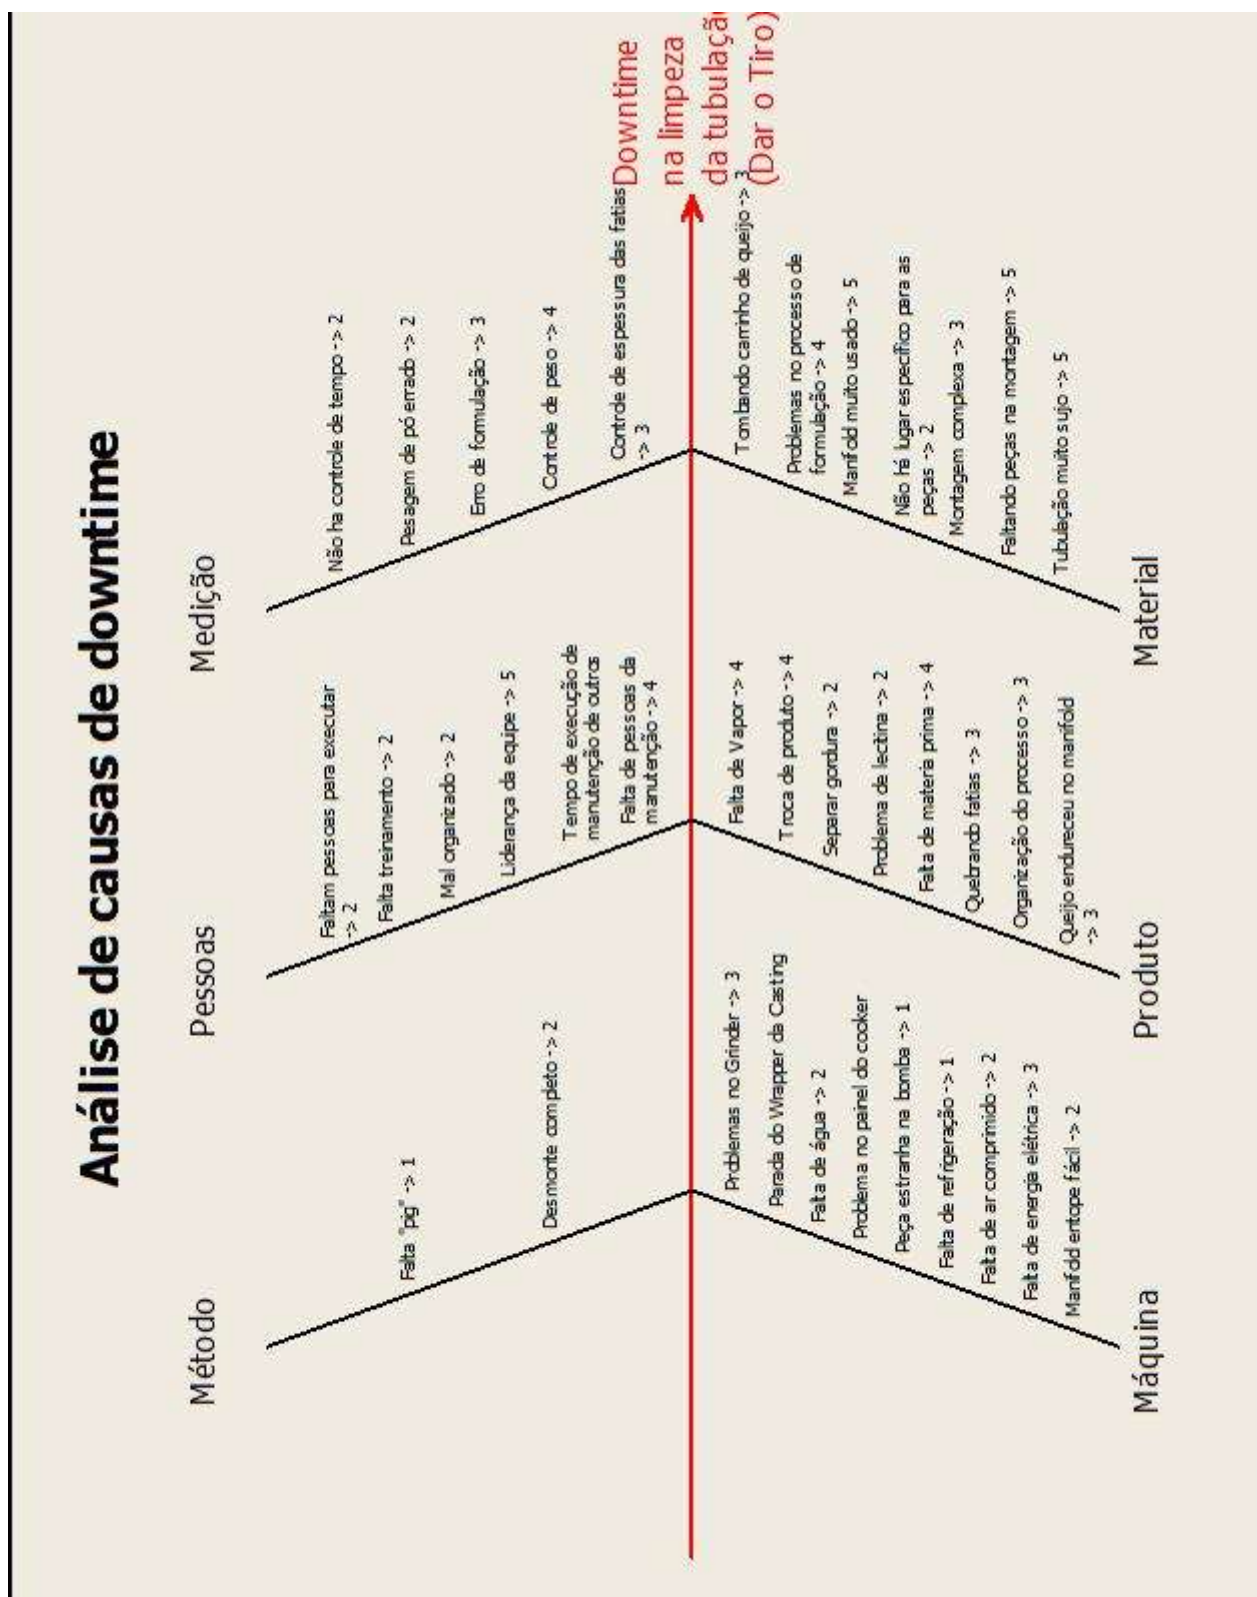 Análise de causas de downtime
Método
Pessoas
Medição
Falta "pig" -> 1
Desmonte completo -> 2
Faltam pessoas para executar
-> 2
Falta treinamento -> 2
Mal organizado -> 2
Liderança da equipe -> 5
Tempo de execução de
manutenção de outros
Falta de pessoas da
manutenção -> 4
Não ha controle de tempo -> 2
Pesagem de pó errado -> 2
Erro de formulação -> 3
Controle de peso -> 4
Controle de espessura das fatias
-> 3
Downtime
na limpeza
da tubulação
(Dar o Tiro)
Problemas no Grinder -> 3
Parada do Wrapper da Casting
Falta de água -> 2
Problema no painel do cooker
Peça estranha na bomba -> 1
Falta de refrigeração -> 1
Falta de ar comprimido -> 2
Falta de energia elétrica -> 3
Manifold entope fácil -> 2
Falta de Vapor -> 4
Troca de produto -> 4
Separar gordura -> 2
Problema de lectina -> 2
Falta de materia prima -> 4
Quebrando fatias -> 3
Organização do processo -> 3
Queijo endureceu no manifold
-> 3
Tombando carrinho de queijo -> 3
Problemas no processo de
formulação -> 4
Manifold muito usado -> 5
Não há lugar específico para as
peças -> 2
Montagem complexa -> 3
Faltando peças na montagem -> 5
Tubulação muito sujo -> 5
Máquina
Produto
Material